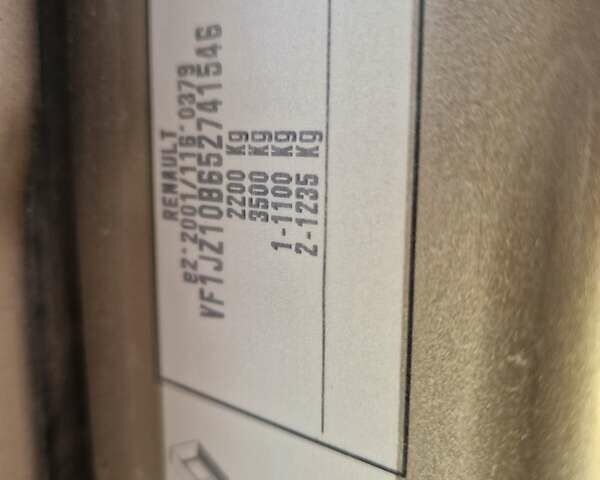 RENAULT
e2*2001/116*0379
VF1JZ10B652741546
2200 Kg
3500 Kg
1-1100 Kg
2-1235 Kg